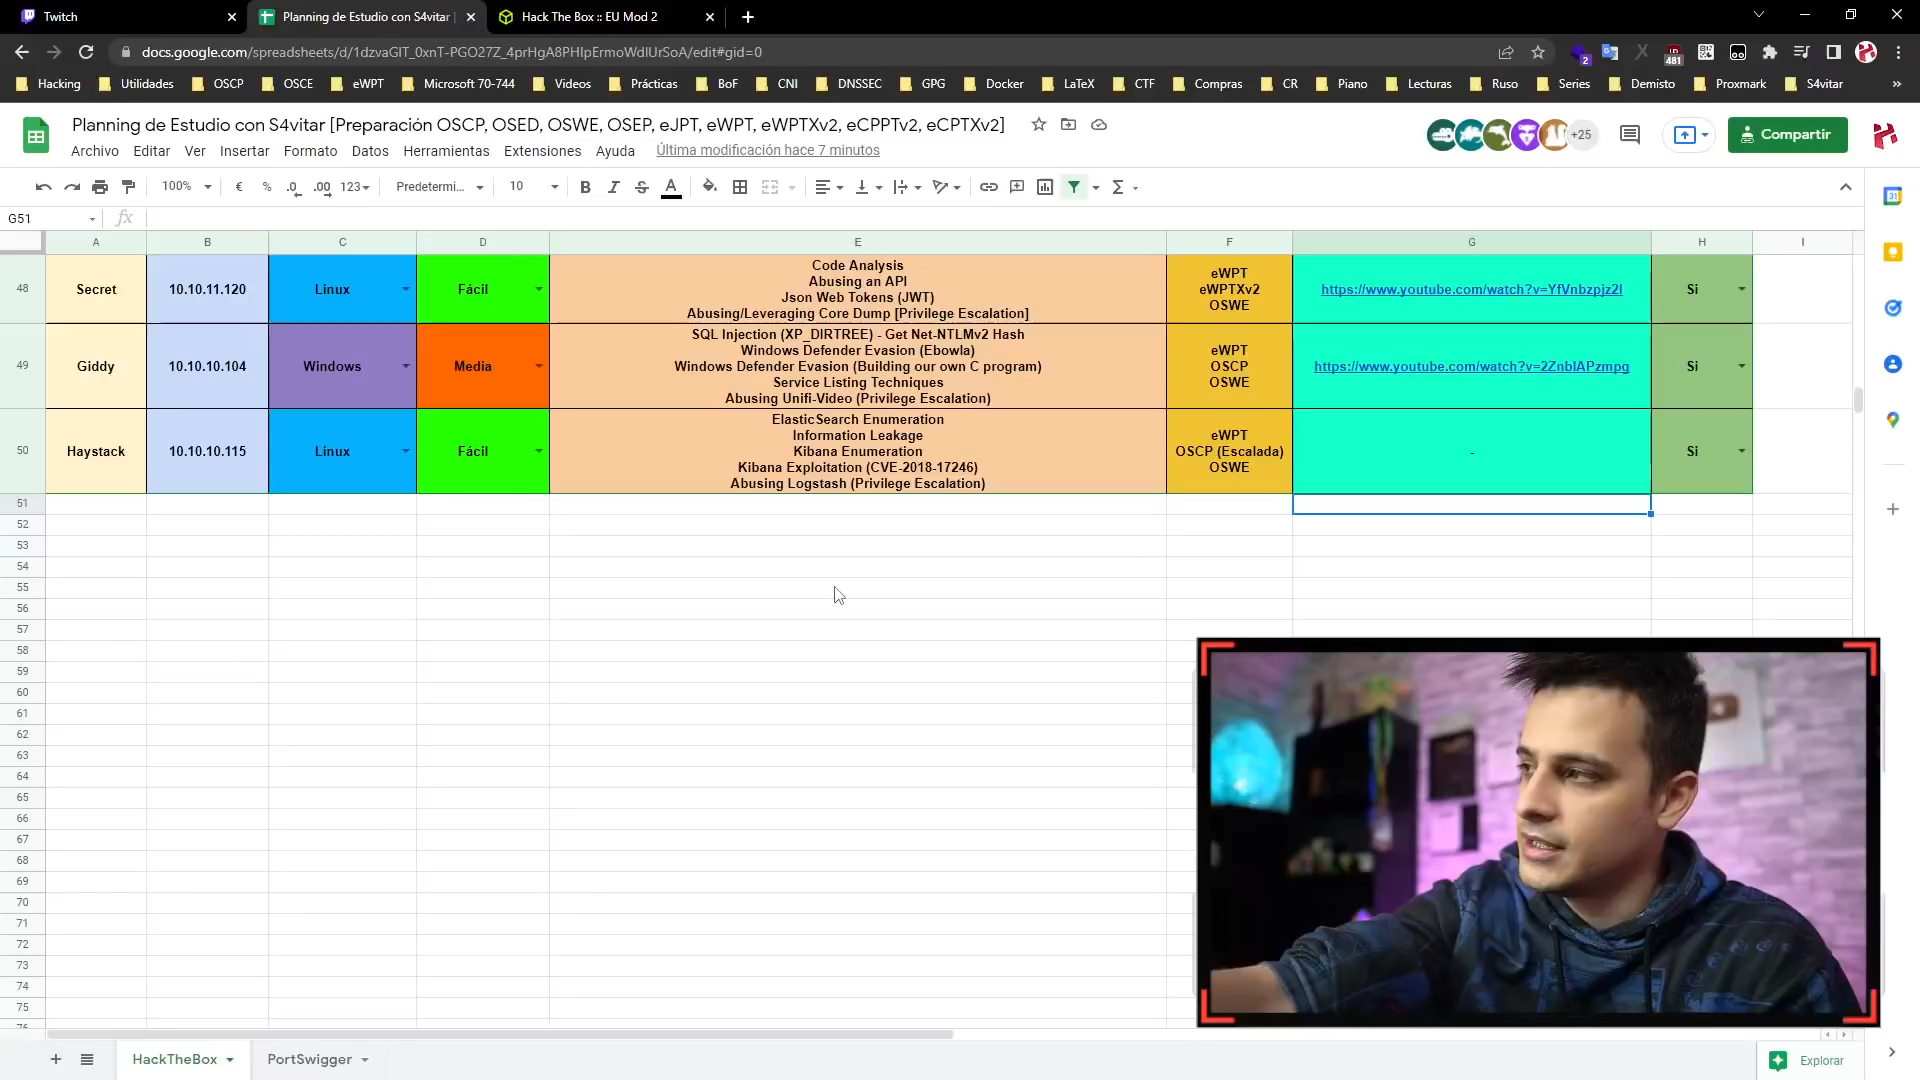 Twitch
Planning de Estudio con S4vitar |
Hack The Box :: EU Mod 2
docs.google.com/spreadsheets/d/1dzvaGlT_0xnT-PGO27Z_4prHgA8PHlpErmoWdlUrSoA/edit#gid=0
2
481
Hacking
Utilidades
OSCP
OSCE
eWPT
Microsoft 70-744
Videos
Prácticas
BoF
CNI
DNSSEC
GPG
Docker
LaTeX
CTF
Compras
CR
Piano
Lecturas
Ruso
Series
Demisto
Proxmark
S4vitar
»
Planning de Estudio con S4vitar [Preparación OSCP, OSED, OSWE, OSEP, eJPT, eWPT, eWPTXv2, eCPPTv2, eCPTXv2]
+25
Compartir
Archivo Editar Ver Insertar Formato Datos Herramientas Extensiones Ayuda Última modificación hace 7 minutos
100% € % .0 .00 123 Predetermi... 10 B I S A Σ
31
G51 fx
A B C D E F G H I
48
Secret
10.10.11.120
Linux
Fácil
Code Analysis
Abusing an API
Json Web Tokens (JWT)
Abusing/Leveraging Core Dump [Privilege Escalation]
eWPT
eWPTXv2
OSWE
https://www.youtube.com/watch?v=YfVnbzpjz2I
Si
49
Giddy
10.10.10.104
Windows
Media
SQL Injection (XP_DIRTREE) - Get Net-NTLMv2 Hash
Windows Defender Evasion (Ebowla)
Windows Defender Evasion (Building our own C program)
Service Listing Techniques
Abusing Unifi-Video (Privilege Escalation)
eWPT
OSCP
OSWE
https://www.youtube.com/watch?v=2ZnbIAPzmpg
Si
50
Haystack
10.10.10.115
Linux
Fácil
ElasticSearch Enumeration
Information Leakage
Kibana Enumeration
Kibana Exploitation (CVE-2018-17246)
Abusing Logstash (Privilege Escalation)
eWPT
OSCP (Escalada)
OSWE
-
Si
51
52
53
54
55
56
57
58
59
60
61
62
63
64
65
66
67
68
69
70
71
72
73
74
75
76
HackTheBox
PortSwigger
Explorar